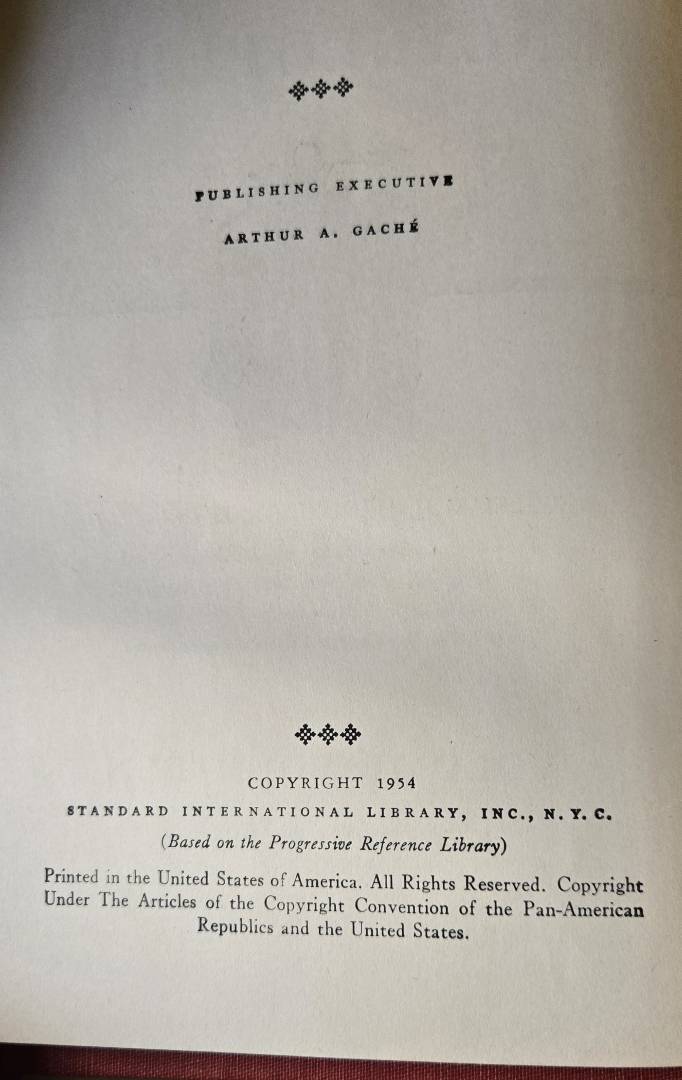 PUBLISHING EXECUTIVE
ARTHUR A. GACHÉ
COPYRIGHT 1954
STANDARD INTERNATIONAL LIBRARY, INC., N. Y. C.
(Based on the Progressive Reference Library)
Printed in the United States of America. All Rights Reserved. Copyright
Under The Articles of the Copyright Convention of the Pan-American
Republics and the United States.